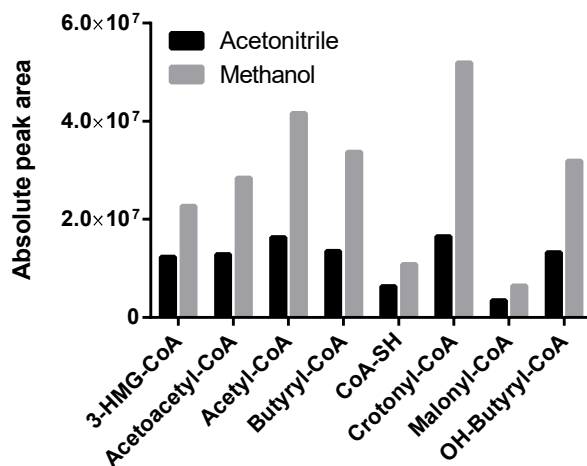 Absolute peak area
6.0×10⁷
4.0×10⁷
2.0×10⁷
0
Acetonitrile
Methanol
3-HMG-CoA
Acetoacetyl-CoA
Acetyl-CoA
Butyryl-CoA
CoA-SH
Crotonyl-CoA
Malonyl-CoA
OH-Butyryl-CoA